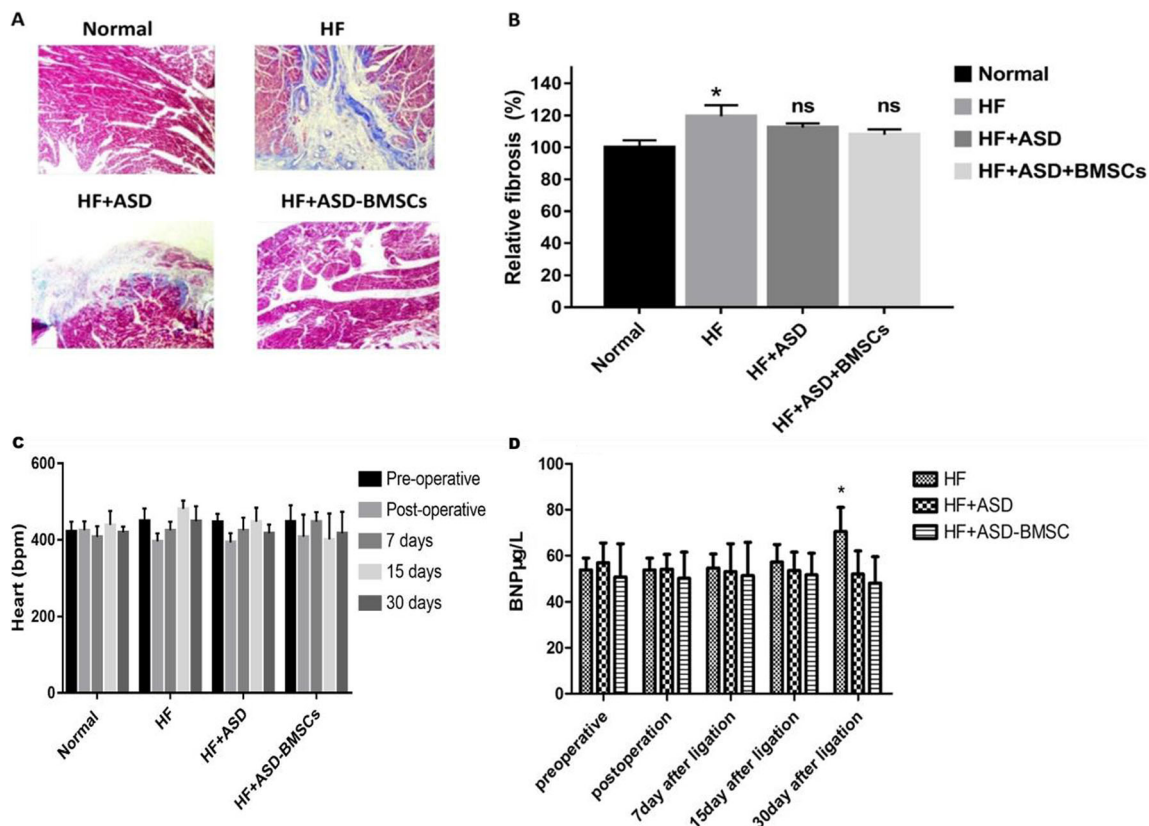 A
Normal
HF
HF+ASD
HF+ASD-BMSCs
B
Relative fibrosis (%)
140
120
100
80
60
40
20
0
*
ns
ns
Normal
HF
HF+ASD
HF+ASD+BMSCs
Normal
HF
HF+ASD
HF+ASD+BMSCs
C
Heart (bpm)
600
400
200
0
Normal
HF
HF+ASD
HF+ASD-BMSCs
Pre-operative
Post-operative
7 days
15 days
30 days
D
BNPµg/L
100
80
60
40
20
0
*
preoperative
postoperation
7day after ligation
15day after ligation
30day after ligation
HF
HF+ASD
HF+ASD-BMSC